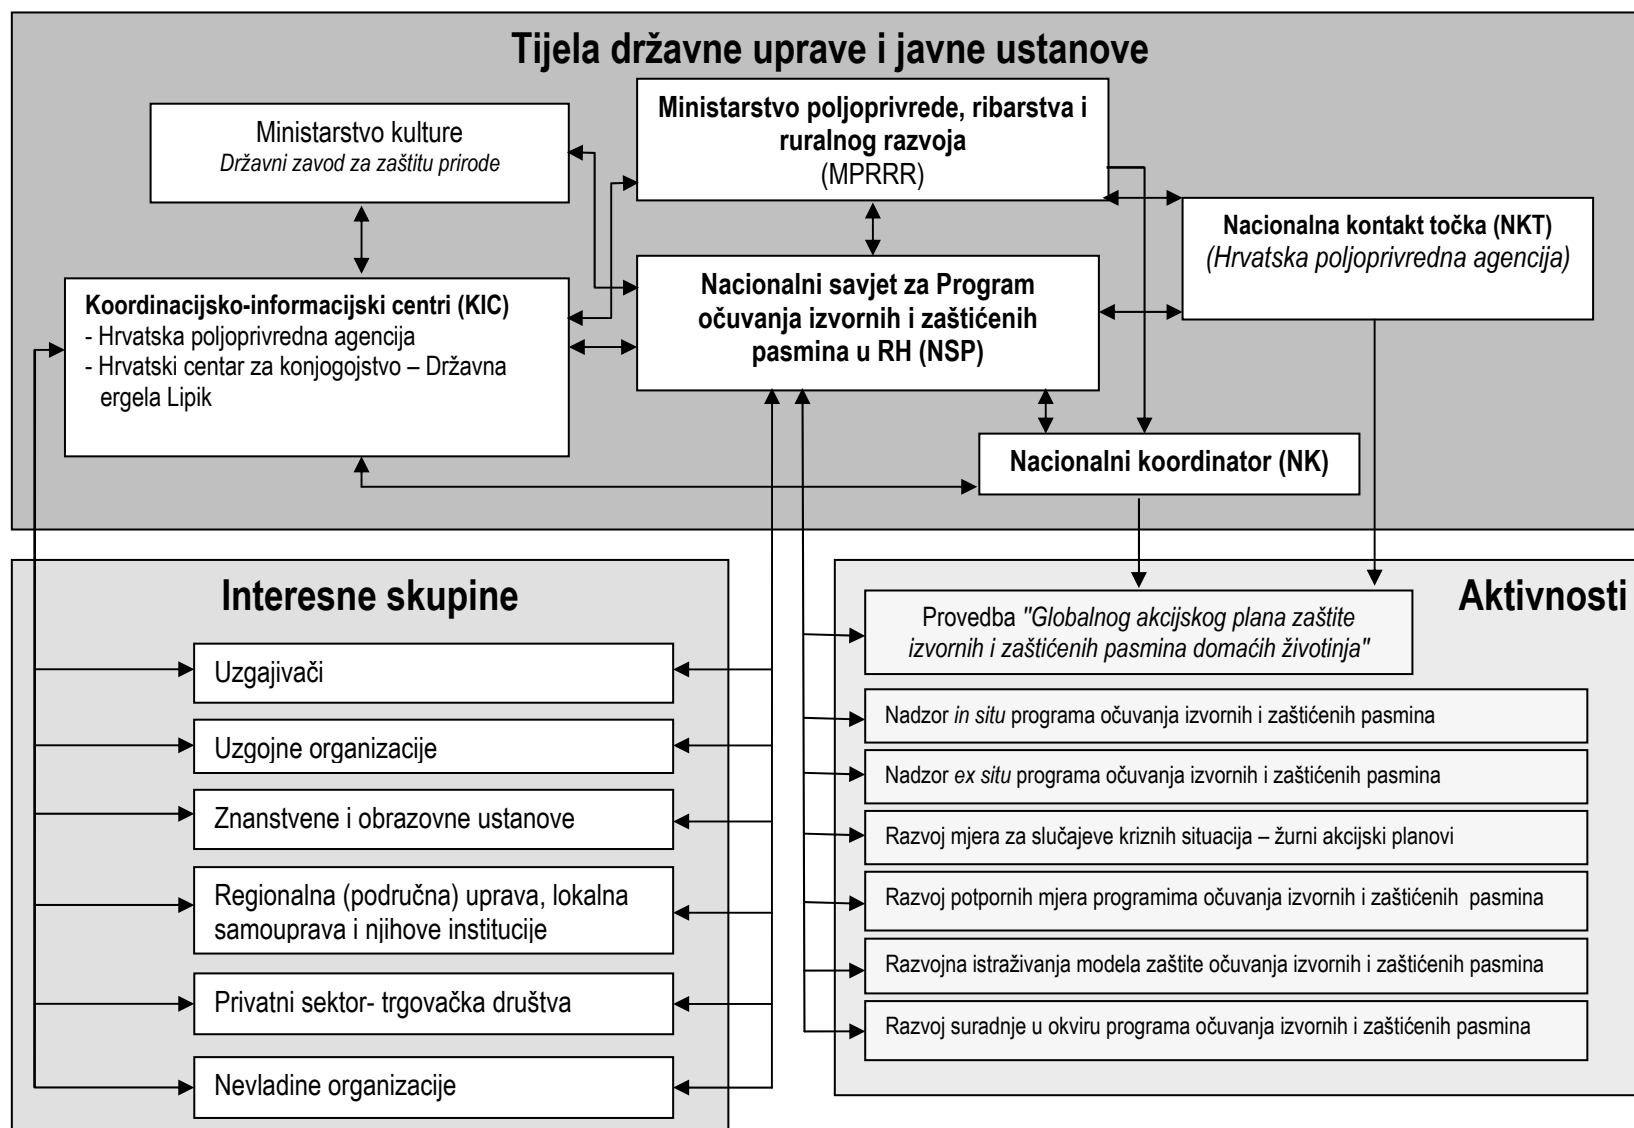 Tijela državne uprave i javne ustanove
Ministarstvo kulture
Državni zavod za zaštitu prirode
Ministarstvo poljoprivrede, ribarstva i
ruralnog razvoja
(MPRRR)
Nacionalna kontakt točka (NKT)
(Hrvatska poljoprivredna agencija)
Koordinacijsko-informacijski centri (KIC)
- Hrvatska poljoprivredna agencija
- Hrvatski centar za konjogojstvo – Državna
ergela Lipik
Nacionalni savjet za Program
očuvanja izvornih i zaštićenih
pasmina u RH (NSP)
Nacionalni koordinator (NK)
Interesne skupine
Uzgajivači
Uzgojne organizacije
Znanstvene i obrazovne ustanove
Regionalna (područna) uprava, lokalna
samouprava i njihove institucije
Privatni sektor- trgovačka društva
Nevladine organizacije
Aktivnosti
Provedba "Globalnog akcijskog plana zaštite
izvornih i zaštićenih pasmina domaćih životinja"
Nadzor in situ programa očuvanja izvornih i zaštićenih pasmina
Nadzor ex situ programa očuvanja izvornih i zaštićenih pasmina
Razvoj mjera za slučajeve kriznih situacija – žurni akcijski planovi
Razvoj potpornih mjera programima očuvanja izvornih i zaštićenih pasmina
Razvojna istraživanja modela zaštite očuvanja izvornih i zaštićenih pasmina
Razvoj suradnje u okviru programa očuvanja izvornih i zaštićenih pasmina